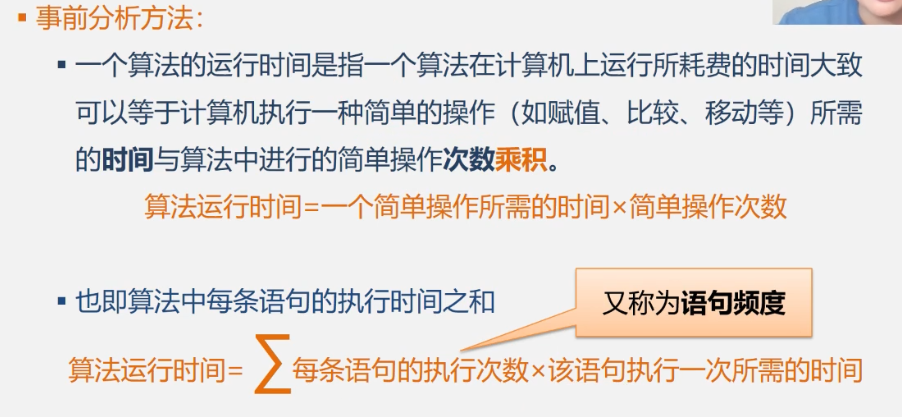 ▪ 事前分析方法：
▪ 一个算法的运行时间是指一个算法在计算机上运行所耗费的时间大致
可以等于计算机执行一种简单的操作（如赋值、比较、移动等）所需
的时间与算法中进行的简单操作次数乘积。
算法运行时间=一个简单操作所需的时间×简单操作次数
▪ 也即算法中每条语句的执行时间之和
又称为语句频度
算法运行时间= ∑ 每条语句的执行次数×该语句执行一次所需的时间